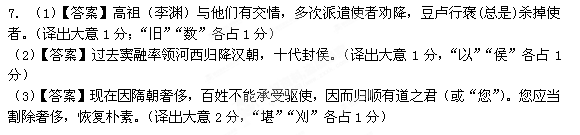 7. (1)【答案】高祖（李渊）与他们有交情，多次派遣使者劝降，豆卢行褒(总是)杀掉使
者。(译出大意 1 分；“旧”“数”各占 1 分)
(2)【答案】过去窦融率领河西归降汉朝，十代封侯。(译出大意 1 分，“以”“侯”各占 1
分)
(3)【答案】现在因隋朝奢侈，百姓不能承受驱使，因而归顺有道之君（或“您”)。您应当
割除奢侈，恢复朴素。(译出大意 2 分，“堪”“刈”各占 1 分)